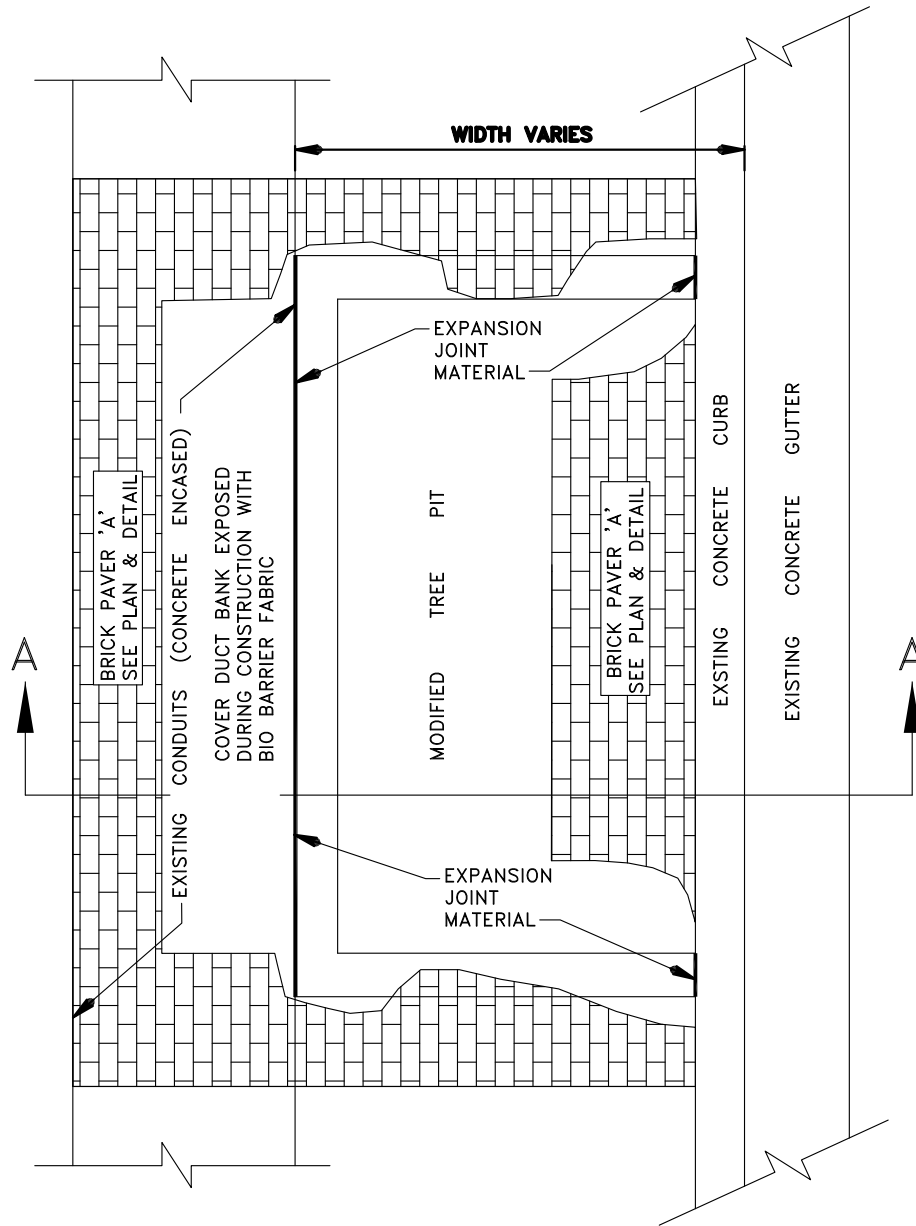 WIDTH VARIES
EXPANSION
JOINT
MATERIAL
BRICK PAVER 'A'
SEE PLAN & DETAIL
EXISTING CONDUITS (CONCRETE ENCASED)
COVER DUCT BANK EXPOSED
DURING CONSTRUCTION WITH
BIO BARRIER FABRIC
MODIFIED TREE PIT
BRICK PAVER 'A'
SEE PLAN & DETAIL
EXSTING CONCRETE CURB
EXISTING CONCRETE GUTTER
A
A
EXPANSION
JOINT
MATERIAL